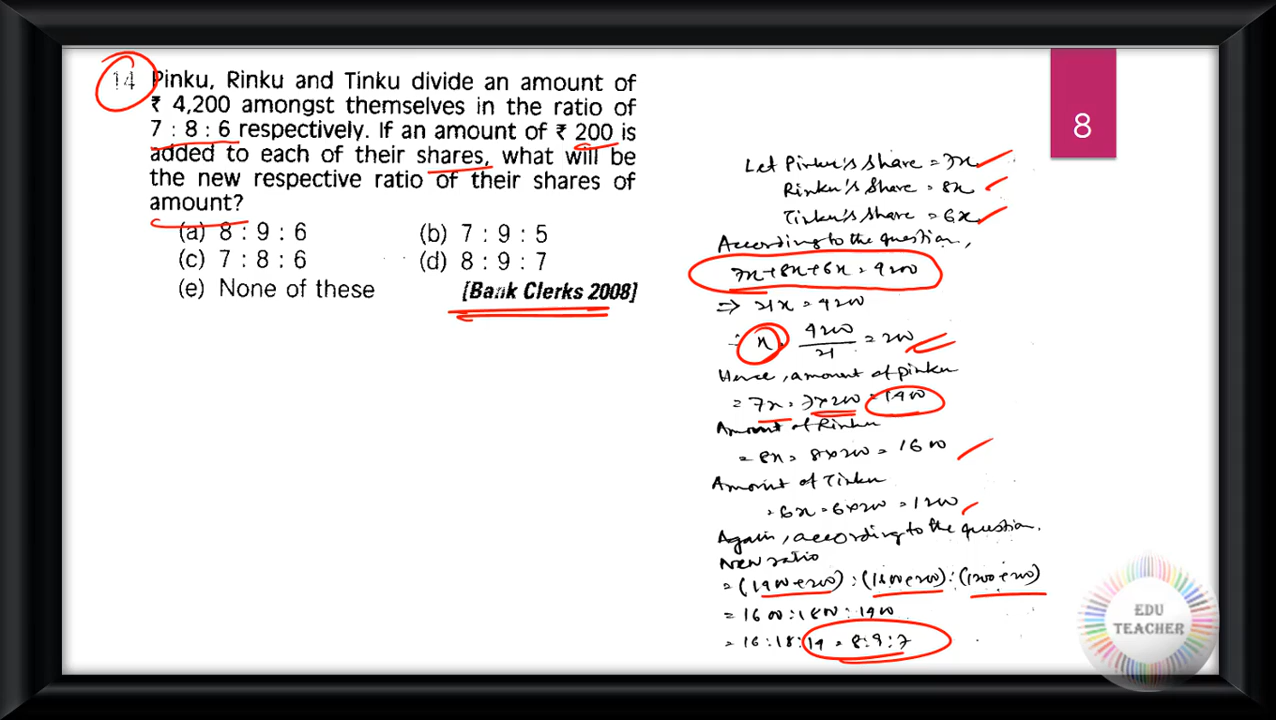 14 Pinku, Rinku and Tinku divide an amount of
₹ 4,200 amongst themselves in the ratio of
7 : 8 : 6 respectively. If an amount of ₹ 200 is
added to each of their shares, what will be
the new respective ratio of their shares of
amount?
(a) 8 : 9 : 6 (b) 7 : 9 : 5
(c) 7 : 8 : 6 (d) 8 : 9 : 7
(e) None of these [Bank Clerks 2008]
8
Let Pinku's Share = 7x
Rinku's Share = 8x
Tinku's Share = 6x
According to the question,
7x+8x+6x = 4200
⇒ 21x = 4200
∴ x = 4200/21 = 200
Hence, amount of pinku
= 7x = 7×200 = 1400
Amount of Rinku
= 8x = 8×200 = 1600
Amount of Tinku
= 6x = 6×200 = 1200
Again, according to the question.
New ratio
= (1400+200) : (1600+200) : (1200+200)
= 1600 : 1800 : 1400
= 16 : 18 : 14 = 8 : 9 : 7
EDU
TEACHER